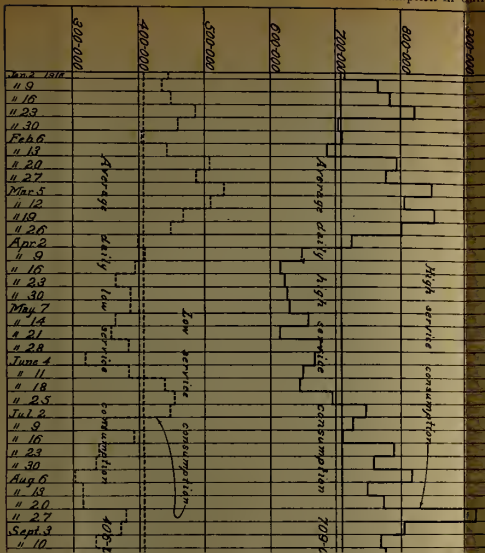 300-000
400-000
500-000
600-000
700-000
800-000
900-000
Jan. 2 1918
" 9
" 16
" 23
" 30
Feb 6
" 13
" 20
" 27
Mar 5
" 12
" 19
" 26
Apr 2
" 9
" 16
" 23
" 30
May 7
" 14
" 21
" 28
June 4
" 11
" 18
" 25
Jul 2
" 9
" 16
" 23
" 30
Aug 6
" 13
" 20
" 27
Sept. 3
" 10
Average daily low service consumption
Low service consumption
Average daily high service consumption 709-
High service consumption